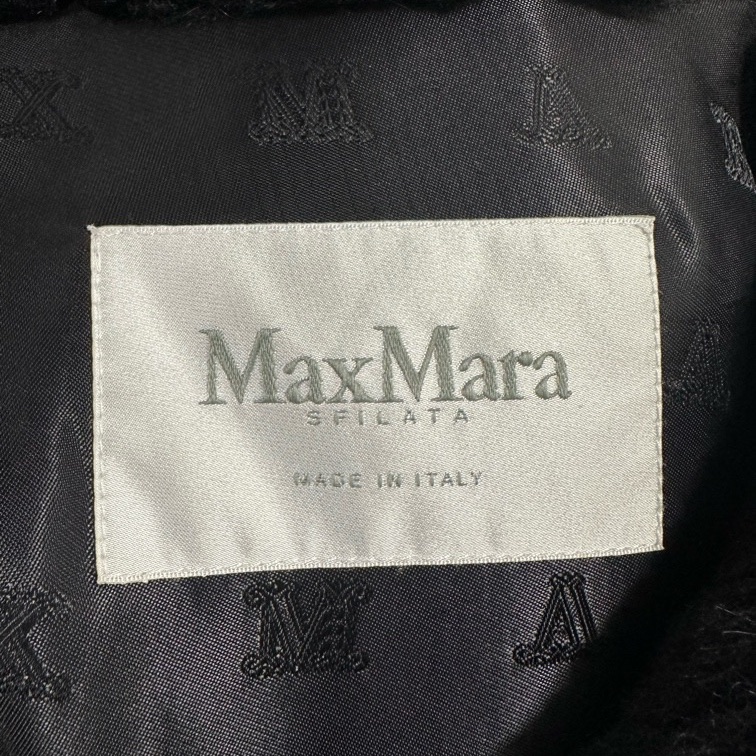 X M A
MaxMara
SFILATA
MADE IN ITALY
A
X M A